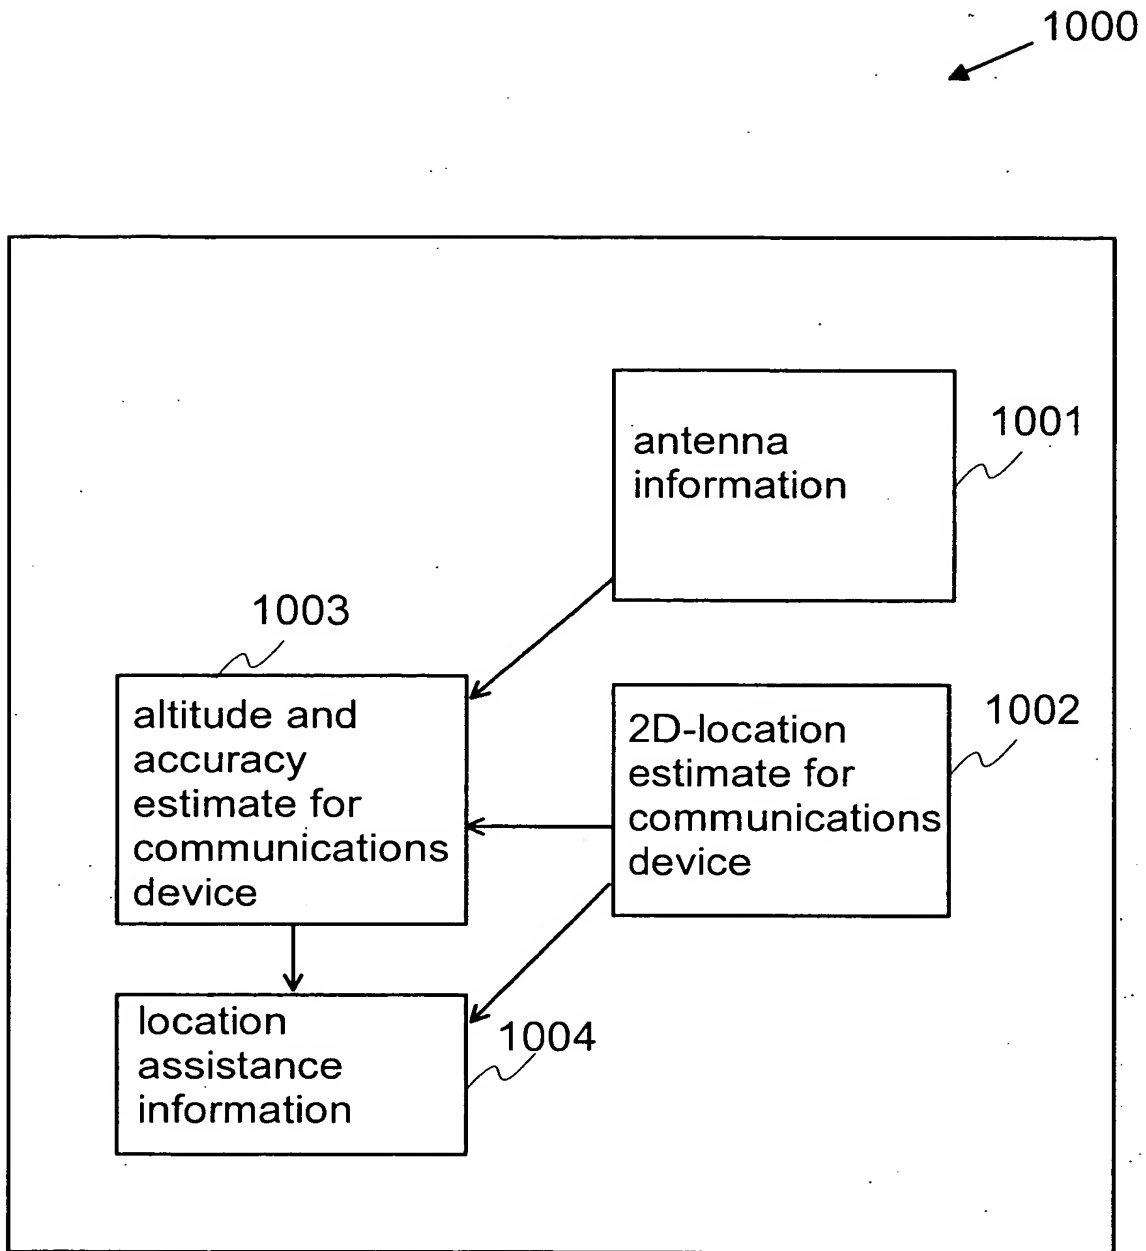 1000
antenna
information
1001
1003
altitude and
accuracy
estimate for
communications
device
2D-location
estimate for
communications
device
1002
location
assistance
information
1004